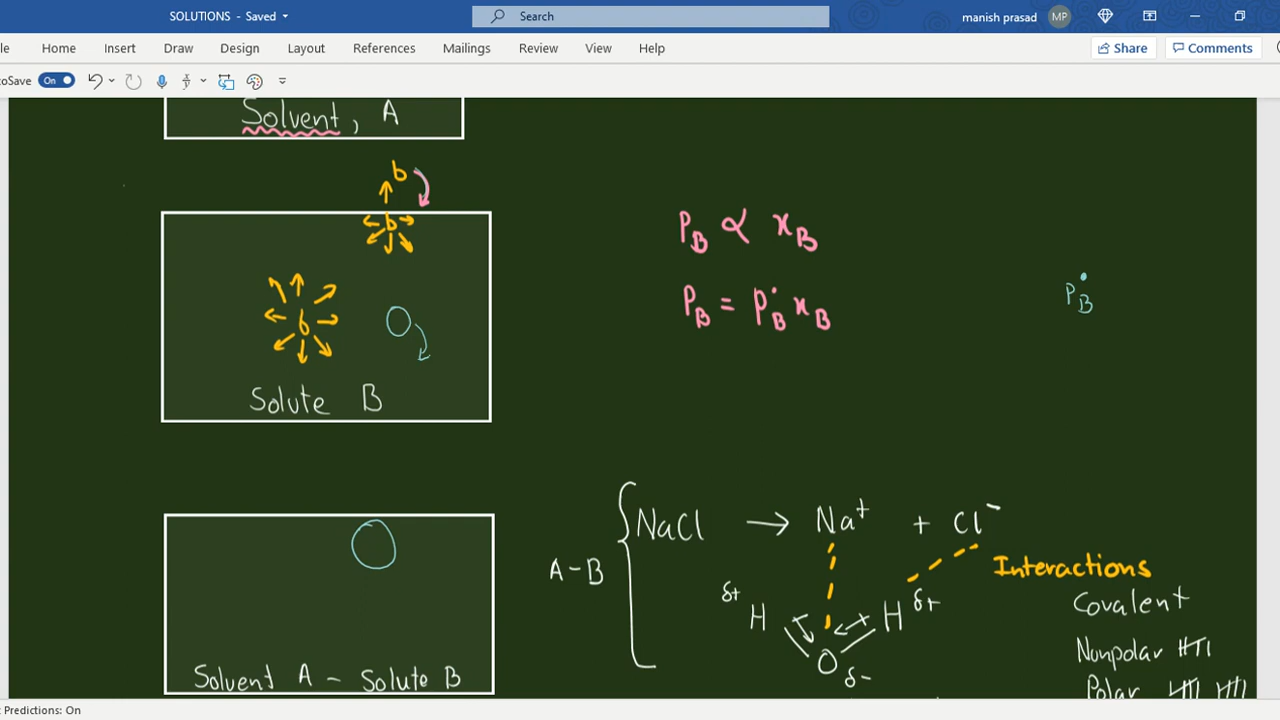 SOLUTIONS - Saved
Search
manish prasad
MP
le Home Insert Draw Design Layout References Mailings Review View Help
Share
Comments
oSave On
Solvent, A
b
b
b
Solute B
P_B ∝ x_B
P_B = P•_B x_B
P•_B
A-B
NaCl → Na⁺ + Cl⁻
Interactions
δ+ H H δ+
O δ-
Covalent
Nonpolar
Polar
Solvent A - Solute B
t Predictions: On